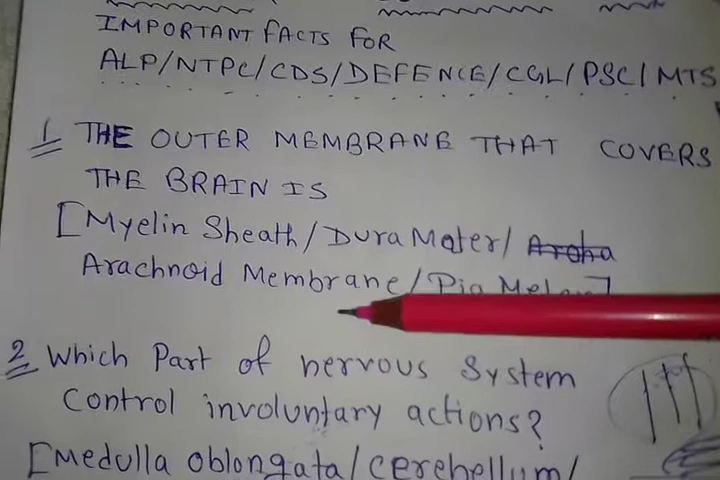 IMPORTANT FACTS FOR
ALP/NTPC/CDS/DEFENCE/CGL/PSC/MTS
1 THE OUTER MEMBRANE THAT COVERS
THE BRAIN IS
[Myelin Sheath/Dura Mater/
Arachnoid Membrane/Pia
2 Which Part of nervous System
Control involuntary actions?
[Medulla oblongata/cerebellum/